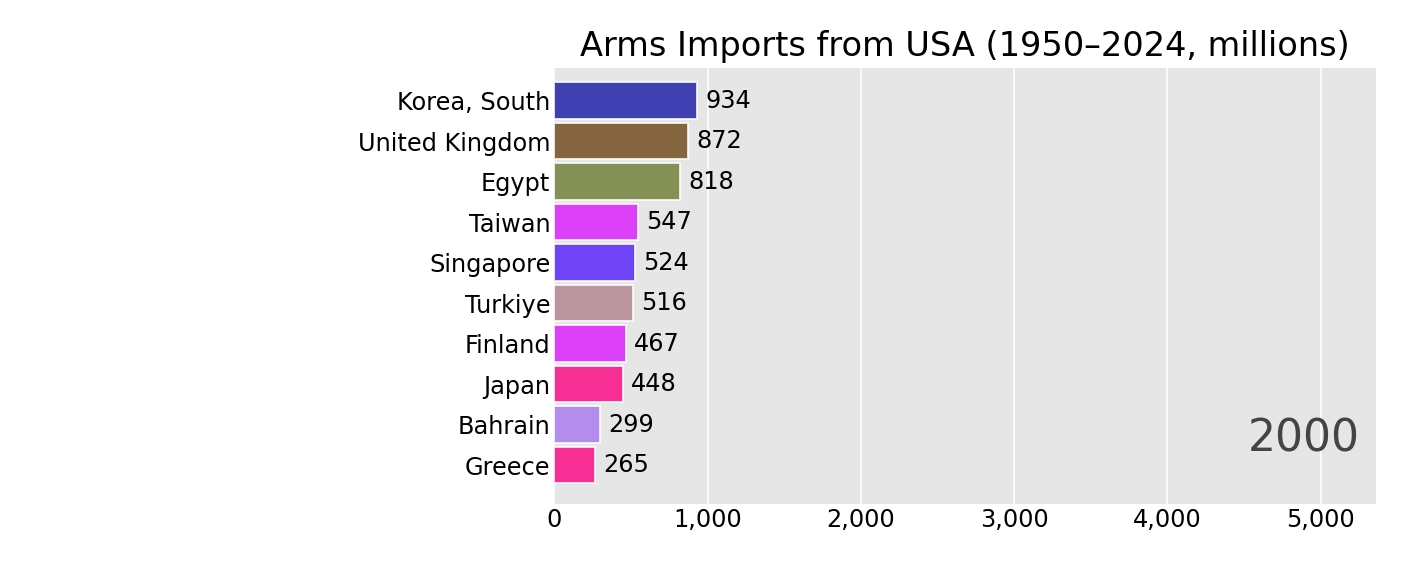 Arms Imports from USA (1950–2024, millions)
Korea, South 934
United Kingdom 872
Egypt 818
Taiwan 547
Singapore 524
Turkiye 516
Finland 467
Japan 448
Bahrain 299
Greece 265
2000
0 1,000 2,000 3,000 4,000 5,000